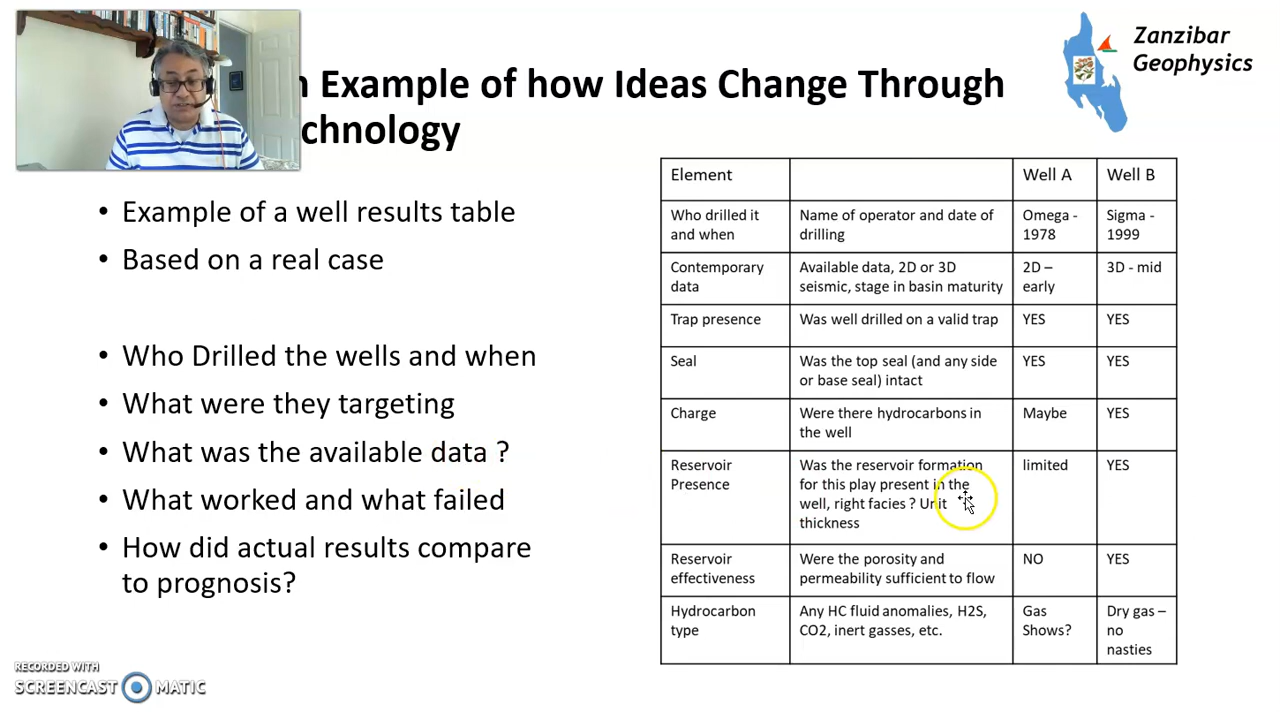 Zanzibar
Geophysics
Example of how Ideas Change Through
chnology
• Example of a well results table
• Based on a real case
• Who Drilled the wells and when
• What were they targeting
• What was the available data ?
• What worked and what failed
• How did actual results compare
to prognosis?
Element Well A Well B
Who drilled it Name of operator and date of Omega - Sigma -
and when drilling 1978 1999
Contemporary Available data, 2D or 3D 2D – 3D - mid
data seismic, stage in basin maturity early
Trap presence Was well drilled on a valid trap YES YES
Seal Was the top seal (and any side YES YES
or base seal) intact
Charge Were there hydrocarbons in Maybe YES
the well
Reservoir Was the reservoir formation limited YES
Presence for this play present in the
well, right facies ? Unit
thickness
Reservoir Were the porosity and NO YES
effectiveness permeability sufficient to flow
Hydrocarbon Any HC fluid anomalies, H2S, Gas Dry gas –
type CO2, inert gasses, etc. Shows? no
nasties
RECORDED WITH
SCREENCAST MATIC